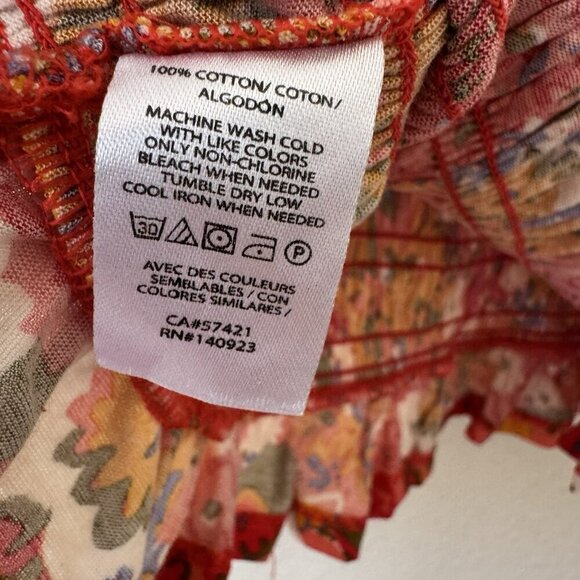 100% COTTON/ COTON/
ALGODÓN
MACHINE WASH COLD
WITH LIKE COLORS
ONLY NON-CHLORINE
BLEACH WHEN NEEDED
TUMBLE DRY LOW
COOL IRON WHEN NEEDED
30 P
AVEC DES COULEURS
SEMBLABLES / CON
COLORES SIMILARES /
CA#57421
RN#140923